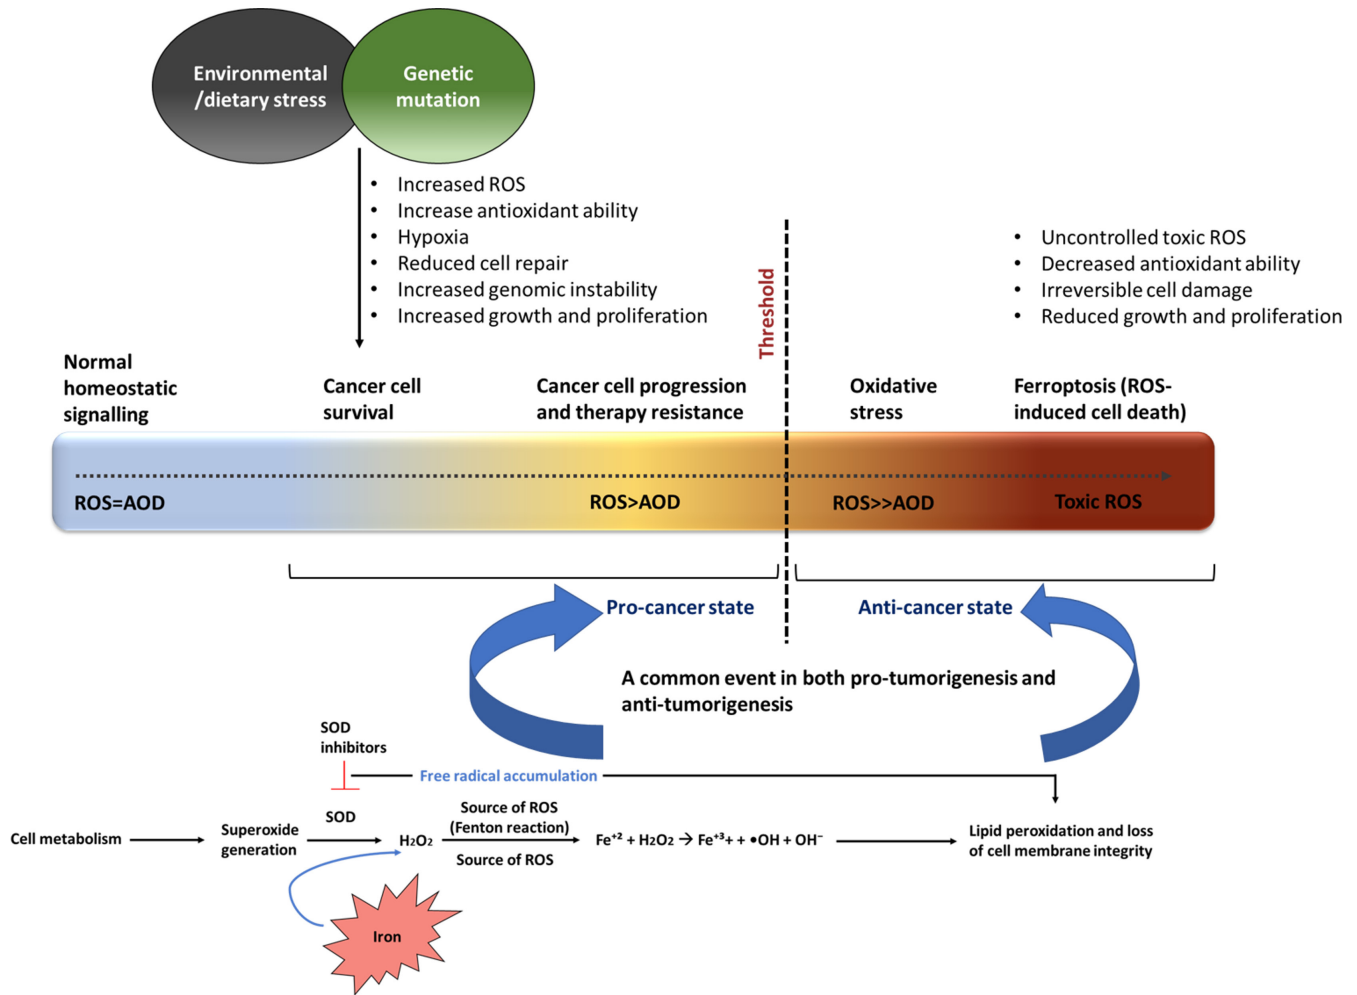 Environmental
/dietary stress
Genetic
mutation
• Increased ROS
• Increase antioxidant ability
• Hypoxia
• Reduced cell repair
• Increased genomic instability
• Increased growth and proliferation
Threshold
• Uncontrolled toxic ROS
• Decreased antioxidant ability
• Irreversible cell damage
• Reduced growth and proliferation
Normal
homeostatic
signalling
Cancer cell
survival
Cancer cell progression
and therapy resistance
Oxidative
stress
Ferroptosis (ROS-
induced cell death)
ROS=AOD
ROS>AOD
ROS>>AOD
Toxic ROS
Pro-cancer state
Anti-cancer state
A common event in both pro-tumorigenesis and
anti-tumorigenesis
SOD
inhibitors
Free radical accumulation
Cell metabolism
Superoxide
generation
SOD
H₂O₂
Source of ROS
(Fenton reaction)
Source of ROS
Fe⁺² + H₂O₂ → Fe⁺³+ + •OH + OH⁻
Lipid peroxidation and loss
of cell membrane integrity
Iron